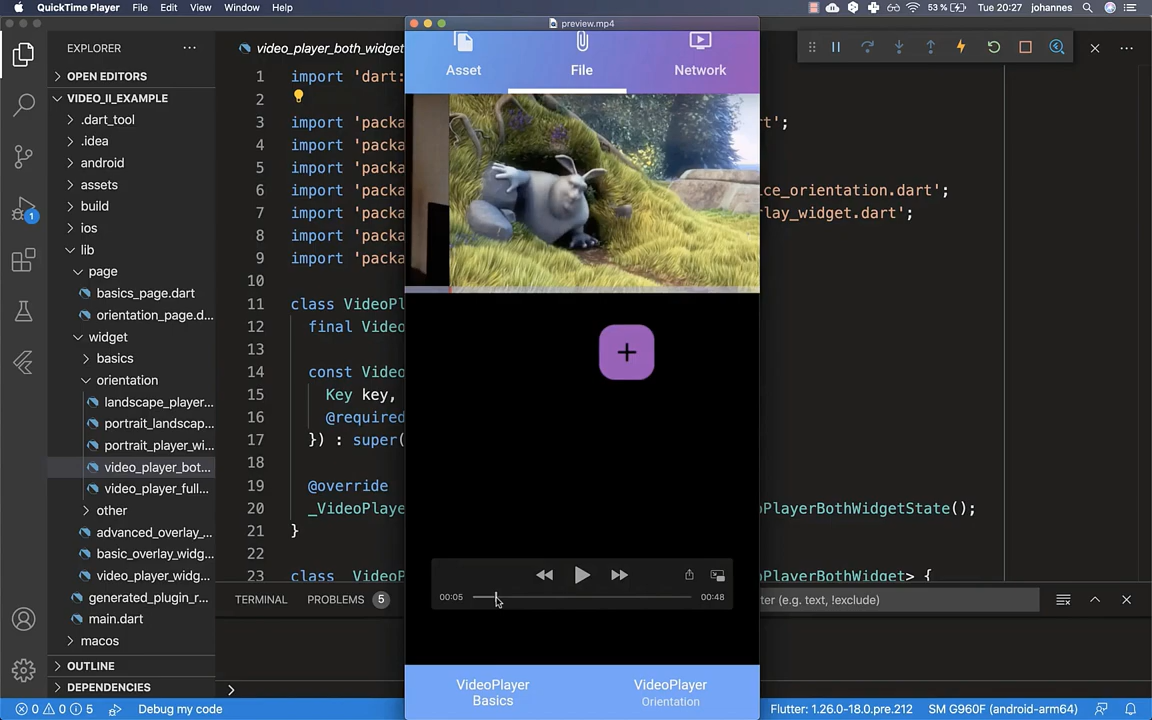 QuickTime Player File Edit View Window Help
53 % Tue 20:27 johannes
preview.mp4
EXPLORER
OPEN EDITORS
VIDEO_II_EXAMPLE
.dart_tool
.idea
android
assets
build
ios
lib
page
basics_page.dart
orientation_page.d...
widget
basics
orientation
landscape_player...
portrait_landscap...
portrait_player_wi...
video_player_bot...
video_player_full...
other
advanced_overlay_...
basic_overlay_widg...
video_player_widg...
generated_plugin_r...
main.dart
macos
OUTLINE
DEPENDENCIES
1
video_player_both_widget
1 import 'dart:
2
3 import 'packa t';
4 import 'packa
5 import 'packa
6 import 'packa ice_orientation.dart';
7 import 'packa rlay_widget.dart';
8 import 'packa
9 import 'packa
10
11 class VideoPl
12 final Video
13
14 const Video
15 Key key,
16 @required
17 }) : super(
18
19 @override
20 _VideoPlaye oPlayerBothWidgetState();
21 }
22
23 class _VideoP oPlayerBothWidget> {
Asset File Network
+
00:05 00:48
VideoPlayer
Basics
VideoPlayer
Orientation
TERMINAL PROBLEMS 5 ter (e.g. text, !exclude)
0 0 5 Debug my code Flutter: 1.26.0-18.0.pre.212 SM G960F (android-arm64)